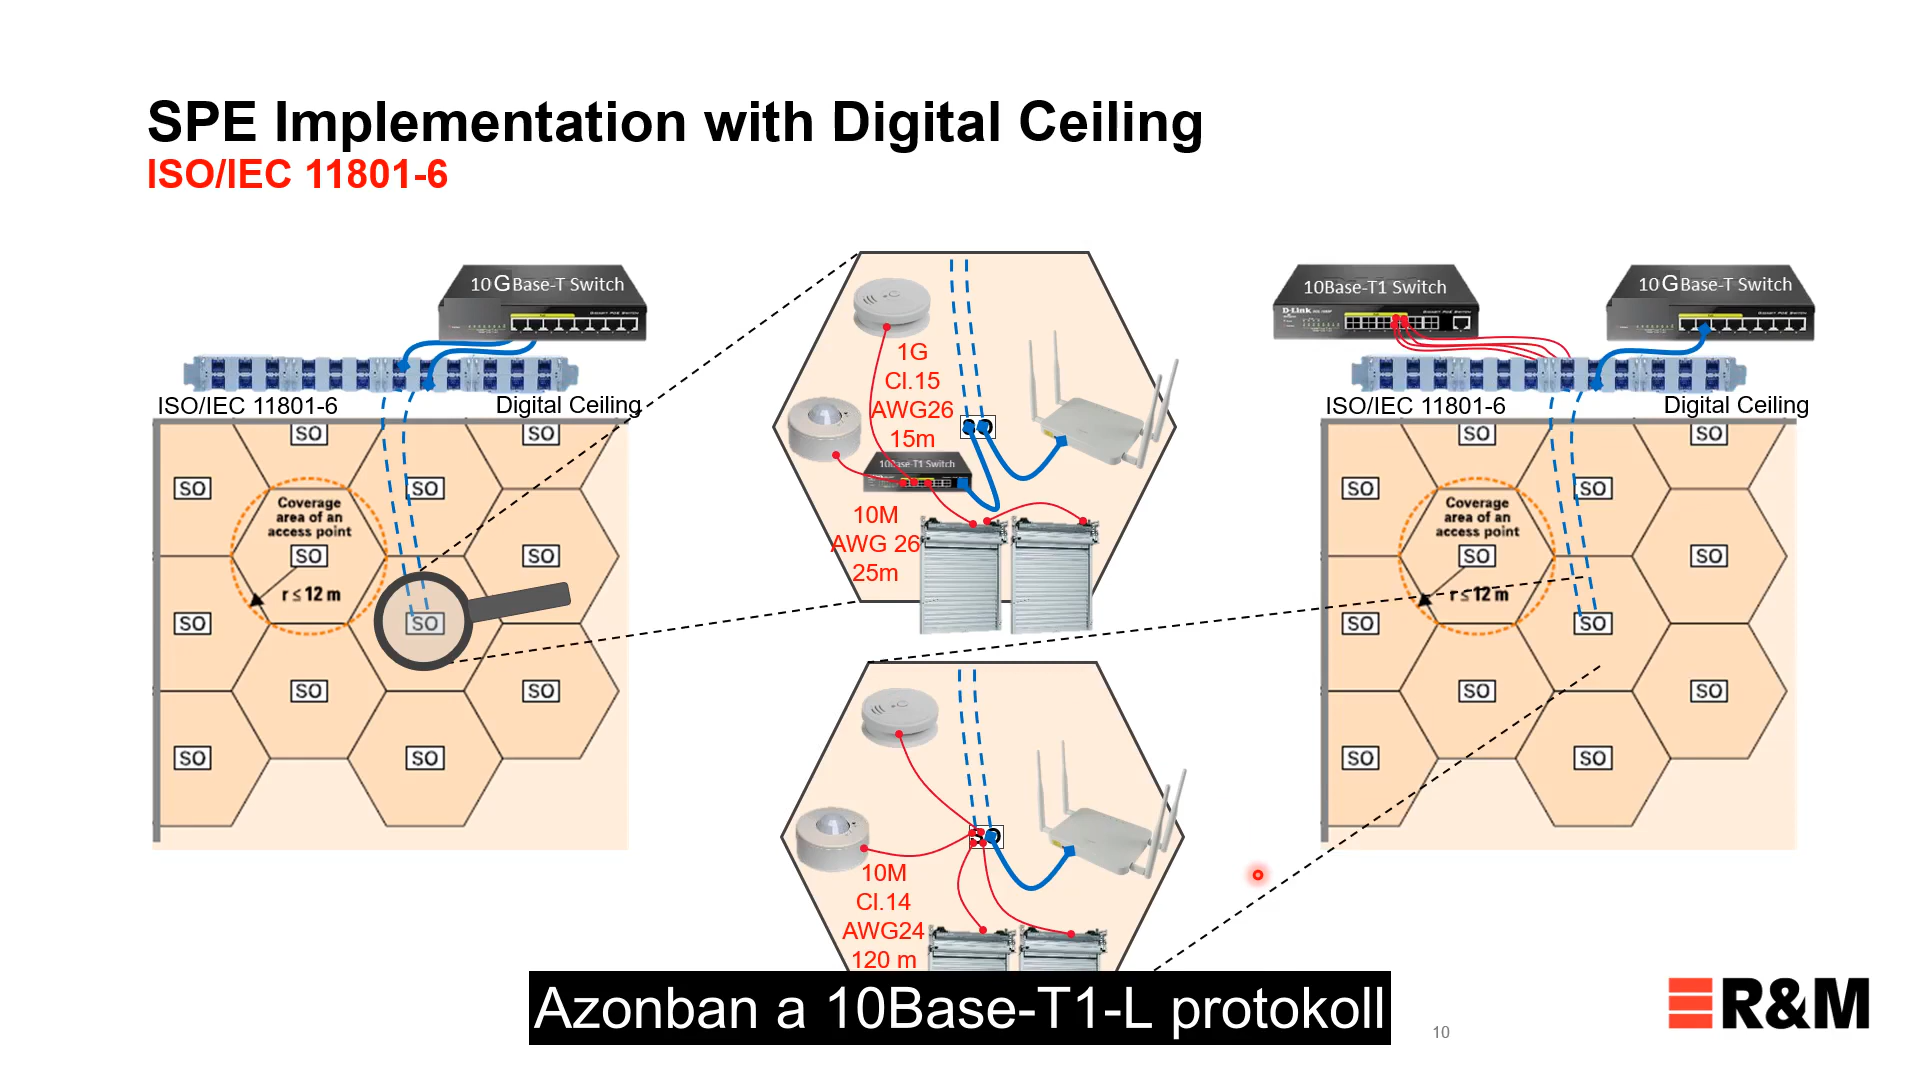 SPE Implementation with Digital Ceiling
ISO/IEC 11801-6
10GBase-T Switch
ISO/IEC 11801-6
Digital Ceiling
SO
SO
SO
SO
Coverage
area of an
access point
SO
SO
r ≤ 12 m
SO
SO
SO
SO
SO
SO
1G
Cl.15
AWG26
15m
SO
10Base-T1 Switch
10M
AWG 26
25m
SO
10M
Cl.14
AWG24
120 m
10Base-T1 Switch
D-Link
10GBase-T Switch
ISO/IEC 11801-6
Digital Ceiling
SO
SO
SO
SO
Coverage
area of an
access point
SO
SO
r ≤ 12 m
SO
SO
SO
SO
SO
SO
Azonban a 10Base-T1-L protokoll
10
R&M